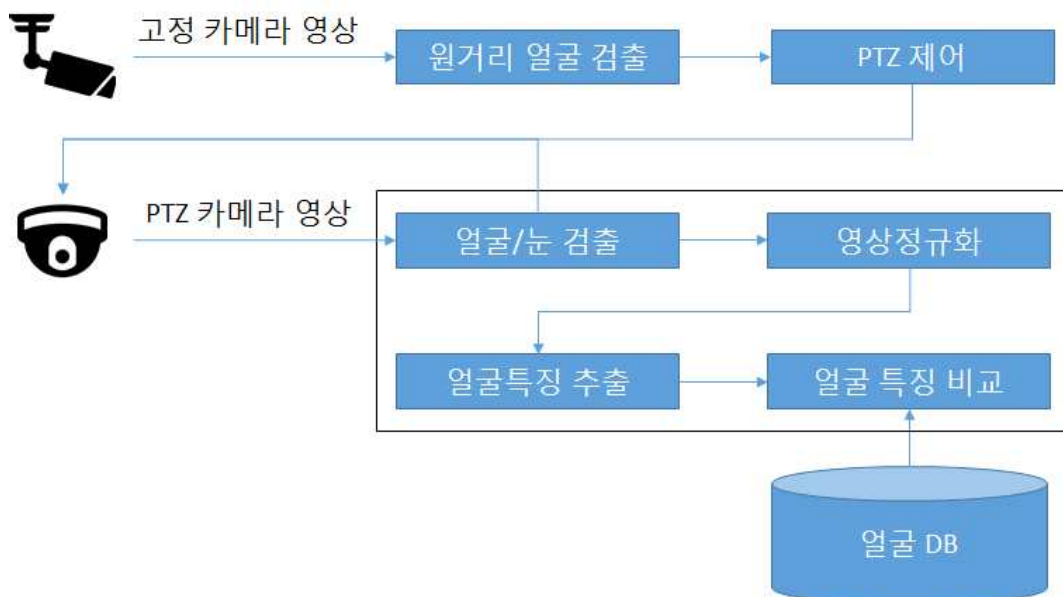 고정 카메라 영상
원거리 얼굴 검출
PTZ 제어
PTZ 카메라 영상
얼굴/눈 검출
영상정규화
얼굴특징 추출
얼굴 특징 비교
얼굴 DB